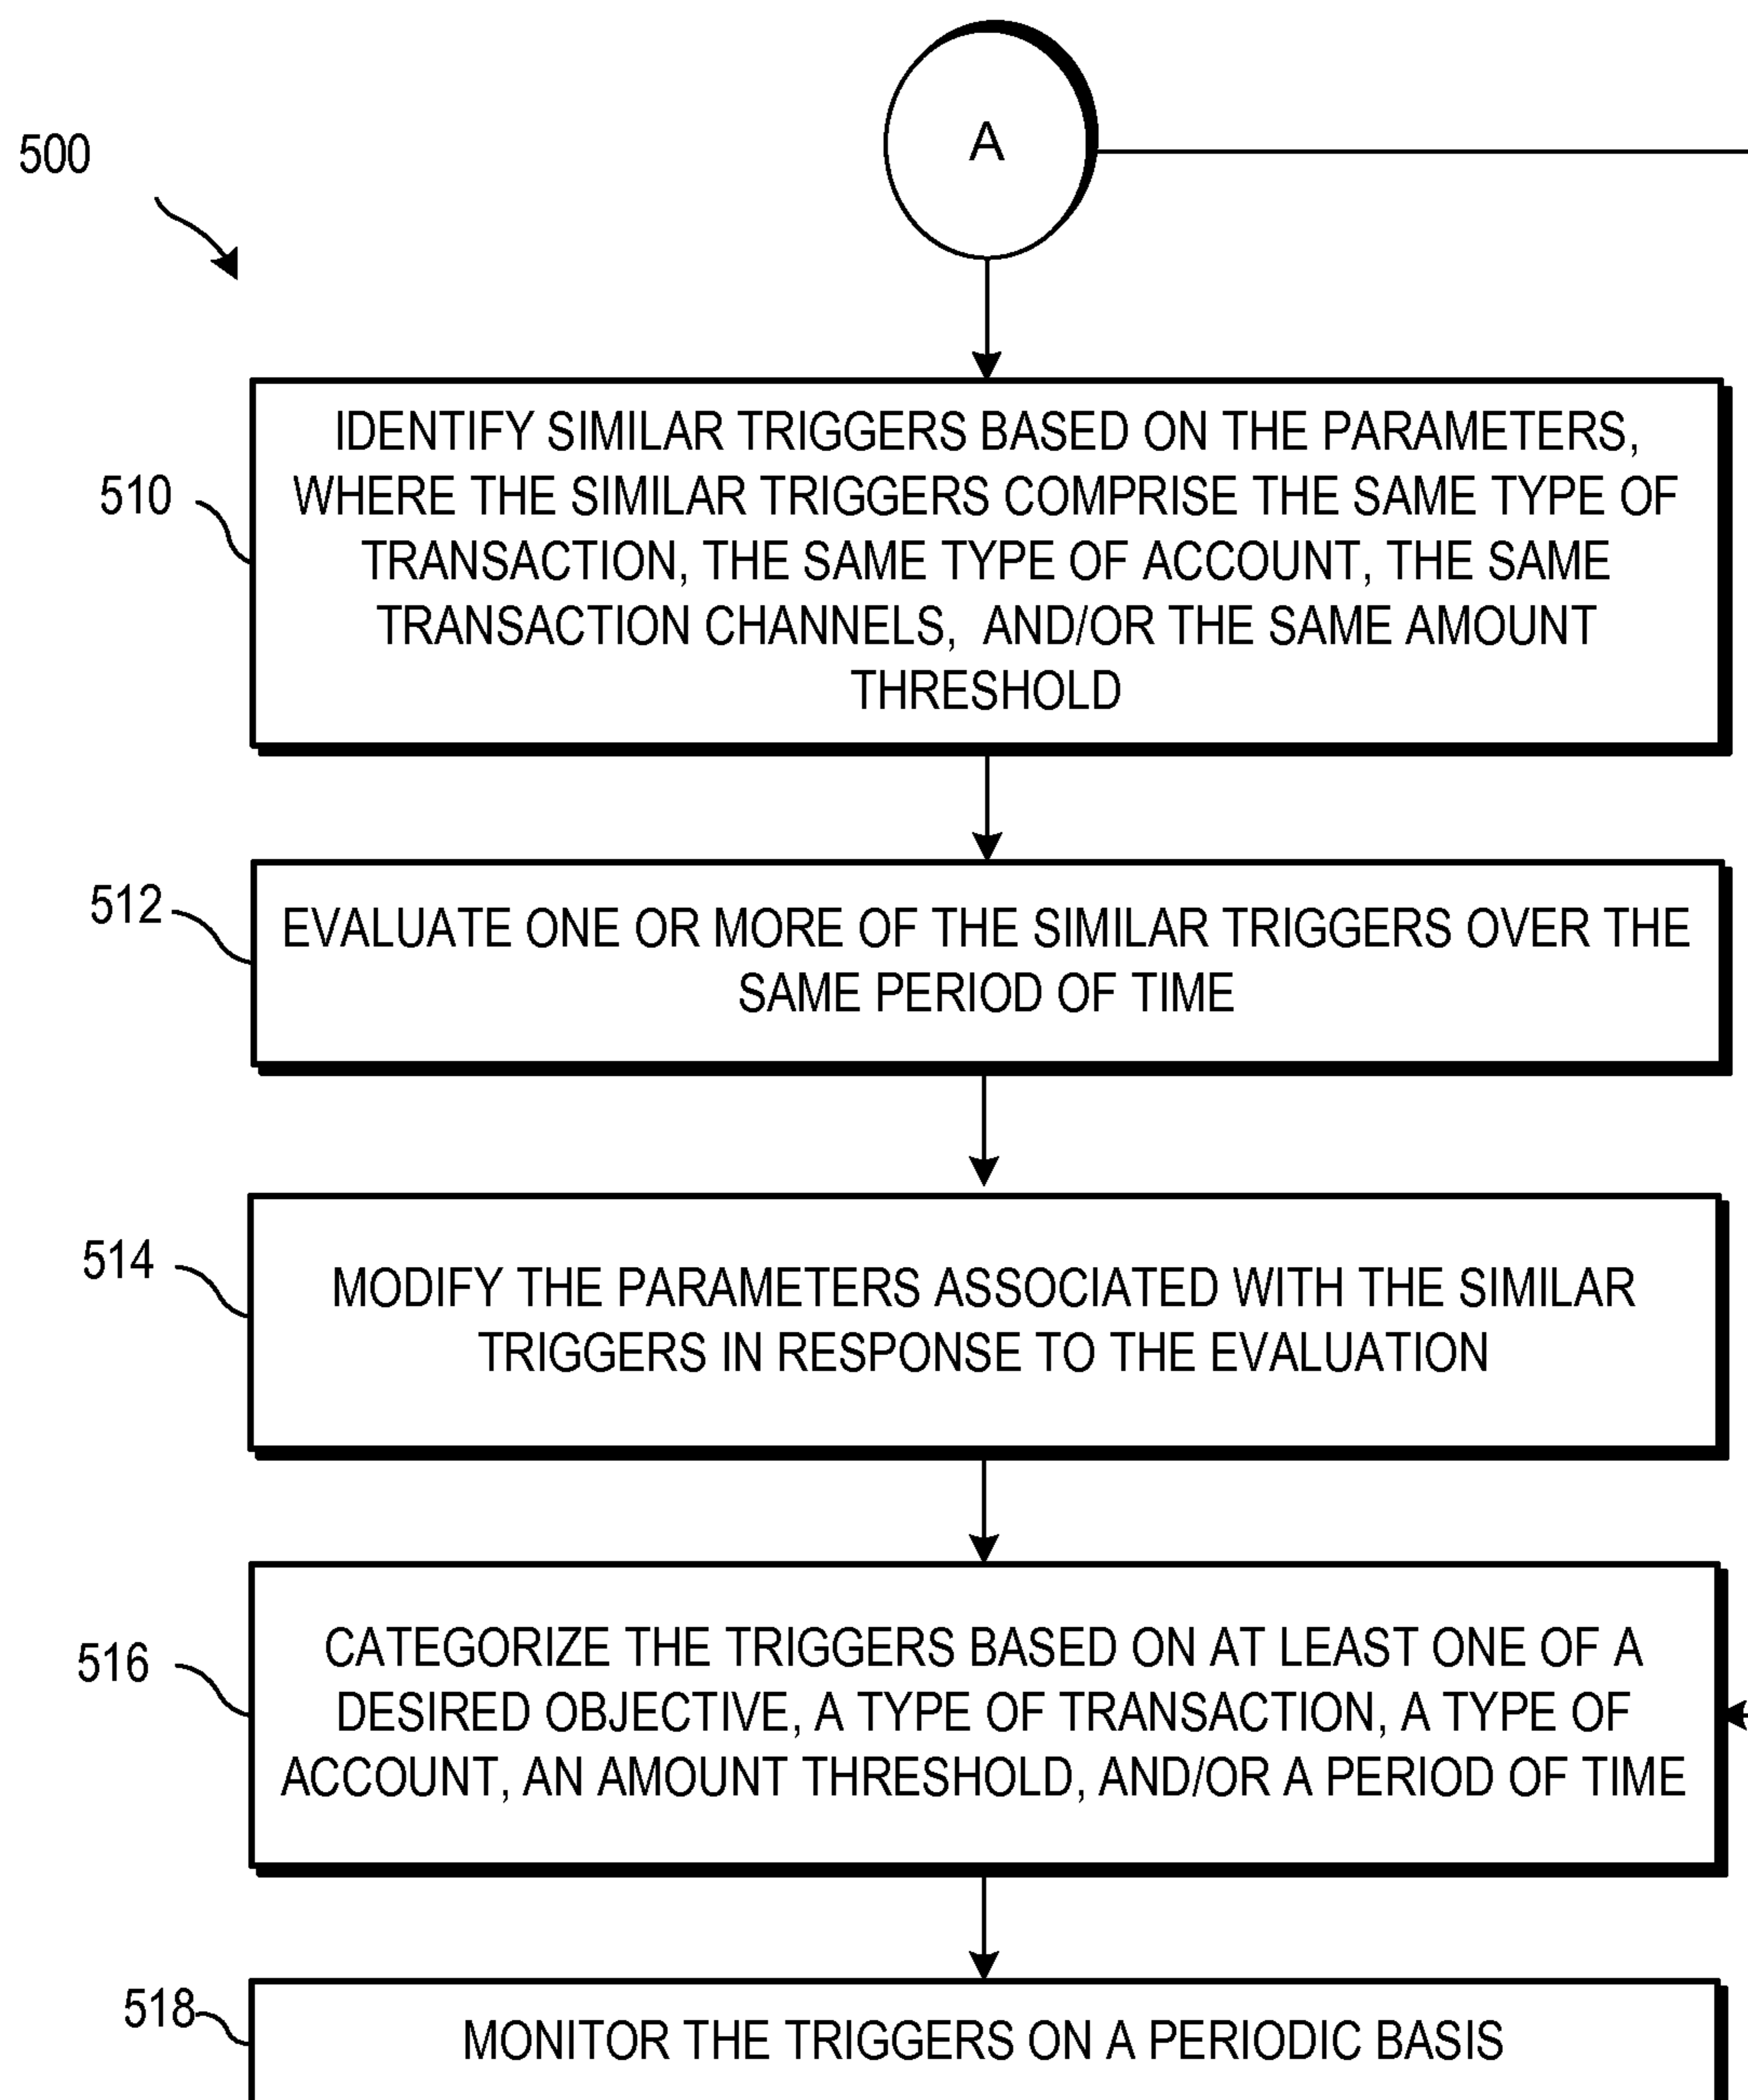 A
500
510
IDENTIFY SIMILAR TRIGGERS BASED ON THE PARAMETERS,
WHERE THE SIMILAR TRIGGERS COMPRISE THE SAME TYPE OF
TRANSACTION, THE SAME TYPE OF ACCOUNT, THE SAME
TRANSACTION CHANNELS, AND/OR THE SAME AMOUNT
THRESHOLD
512
EVALUATE ONE OR MORE OF THE SIMILAR TRIGGERS OVER THE
SAME PERIOD OF TIME
514
MODIFY THE PARAMETERS ASSOCIATED WITH THE SIMILAR
TRIGGERS IN RESPONSE TO THE EVALUATION
516
CATEGORIZE THE TRIGGERS BASED ON AT LEAST ONE OF A
DESIRED OBJECTIVE, A TYPE OF TRANSACTION, A TYPE OF
ACCOUNT, AN AMOUNT THRESHOLD, AND/OR A PERIOD OF TIME
518
MONITOR THE TRIGGERS ON A PERIODIC BASIS